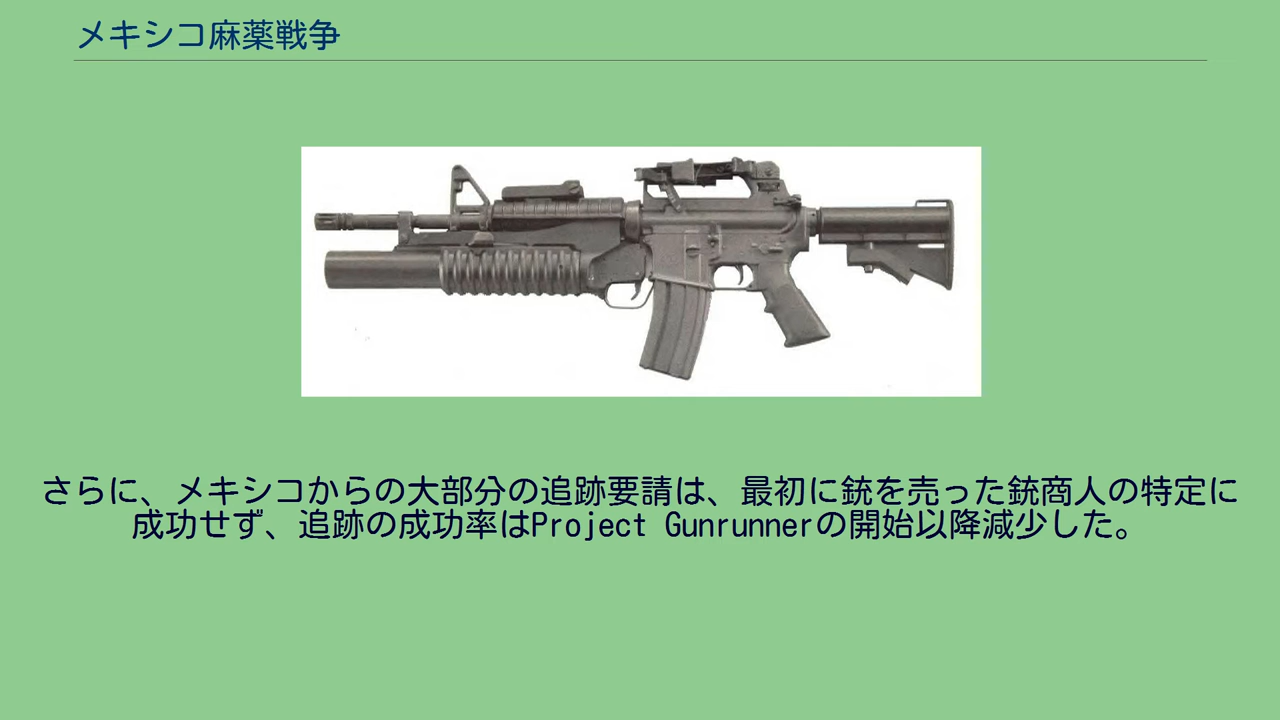 メキシコ麻薬戦争
さらに、メキシコからの大部分の追跡要請は、最初に銃を売った銃商人の特定に
成功せず、追跡の成功率はProject Gunrunnerの開始以降減少した。